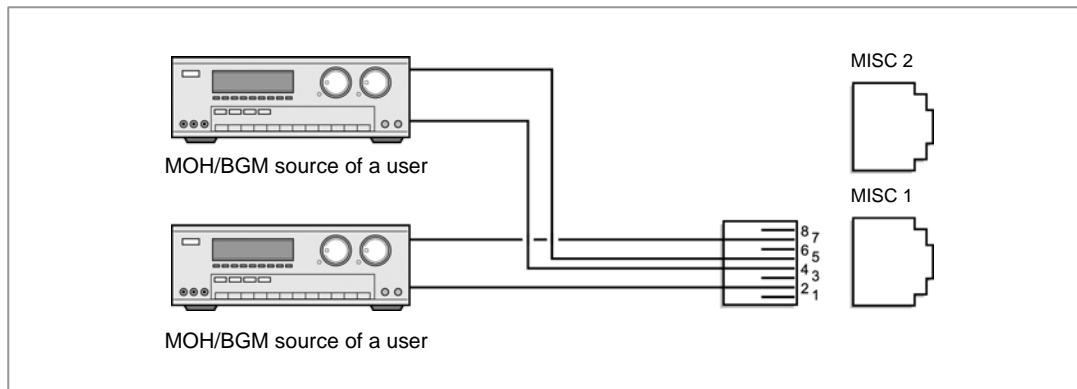 MISC 2
MOH/BGM source of a user
MISC 1
8
7
6
5
4
3
2
1
MOH/BGM source of a user